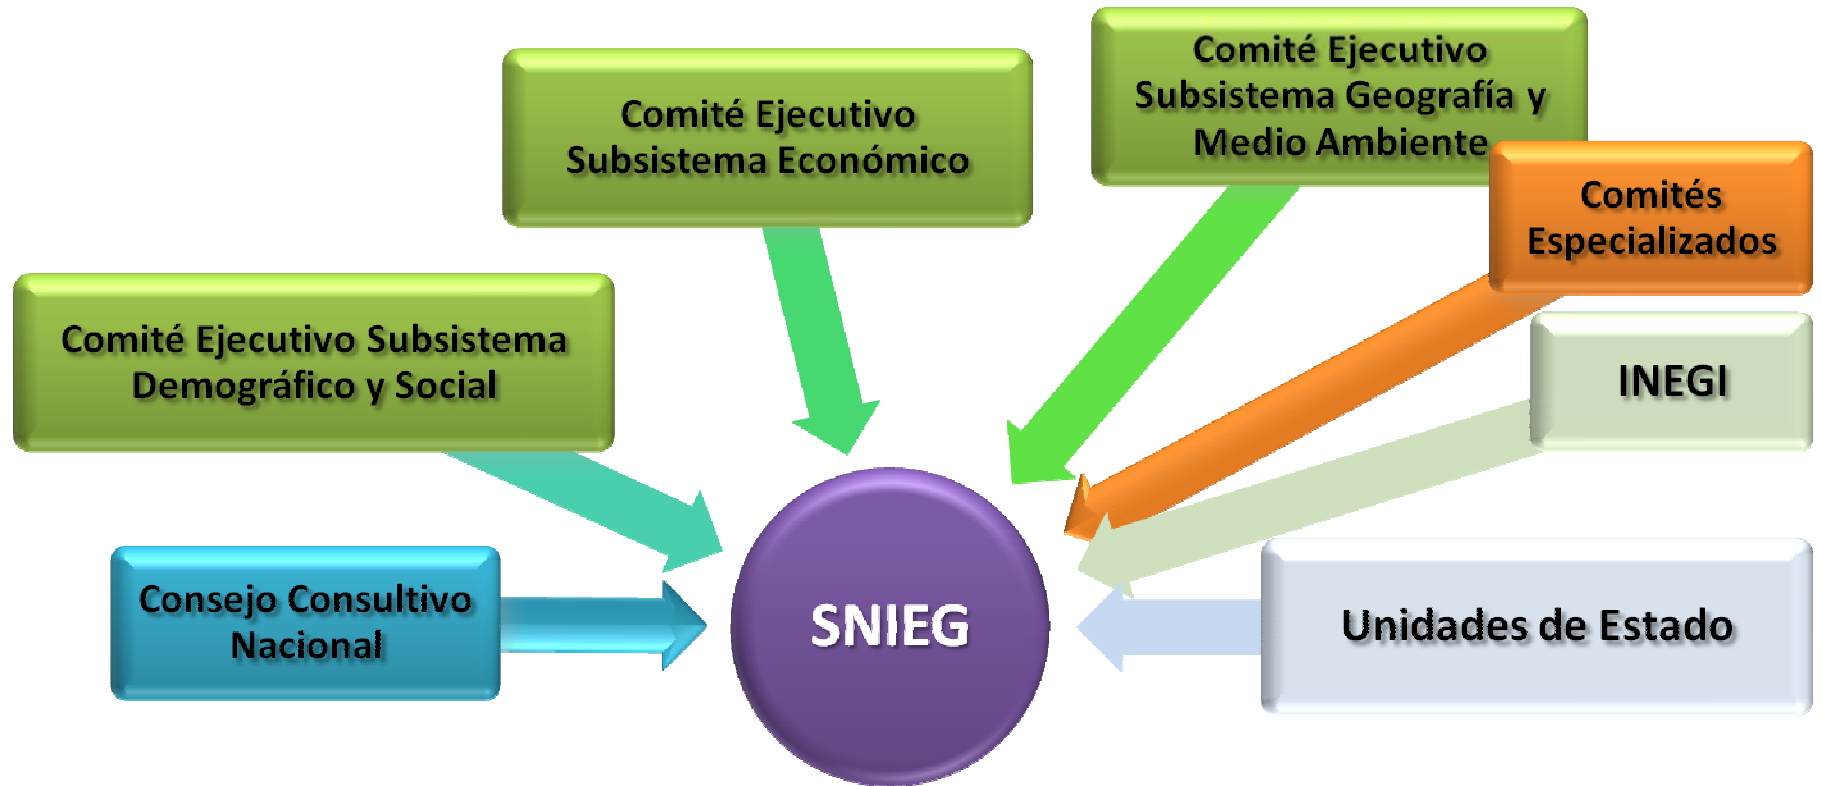 Comité Ejecutivo
Subsistema Geografía y
Medio Ambiente
Comité Ejecutivo
Subsistema Económico
Comités
Especializados
Comité Ejecutivo Subsistema
Demográfico y Social
INEGI
Consejo Consultivo
Nacional
SNIEG
Unidades de Estado